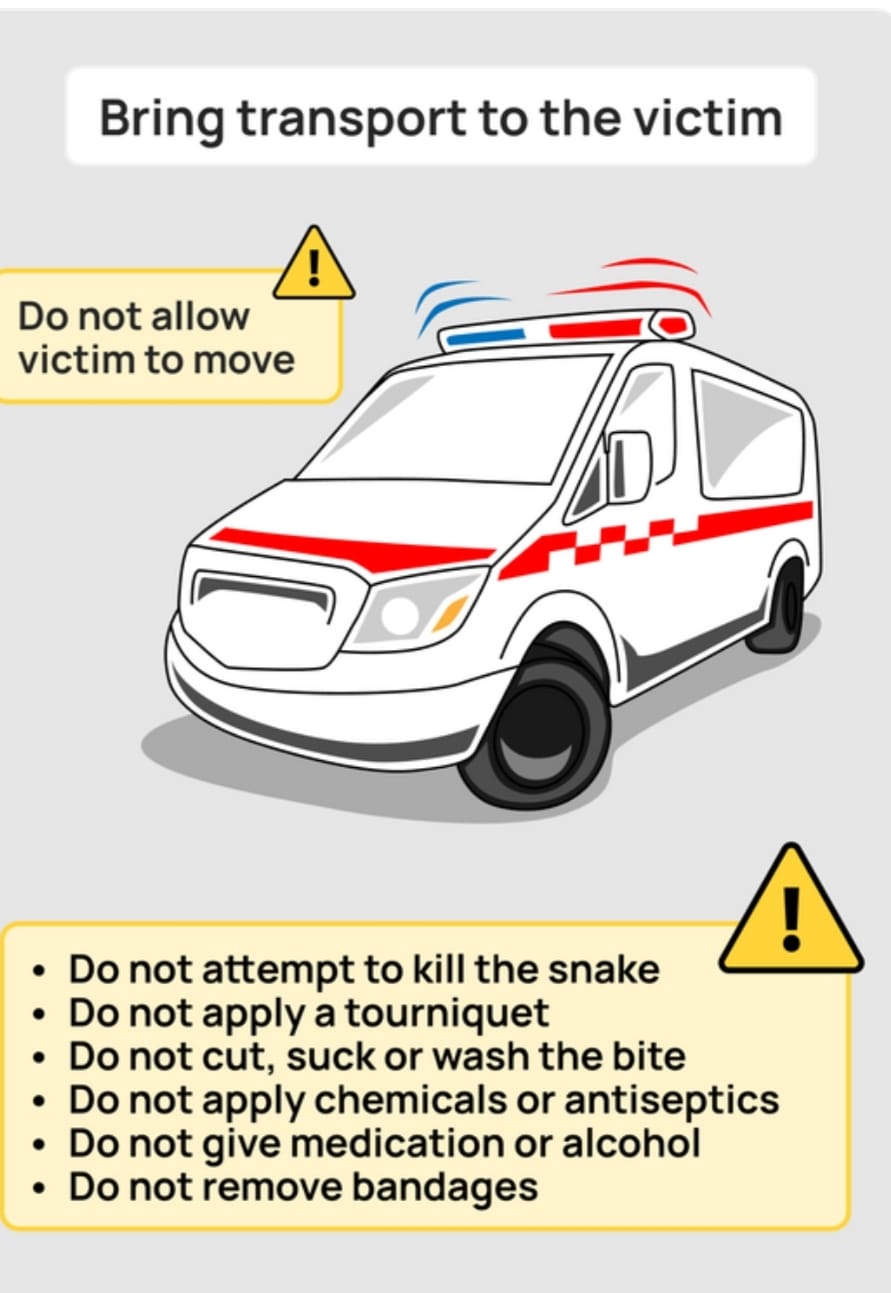 Bring transport to the victim
!
Do not allow
victim to move
!
• Do not attempt to kill the snake
• Do not apply a tourniquet
• Do not cut, suck or wash the bite
• Do not apply chemicals or antiseptics
• Do not give medication or alcohol
• Do not remove bandages